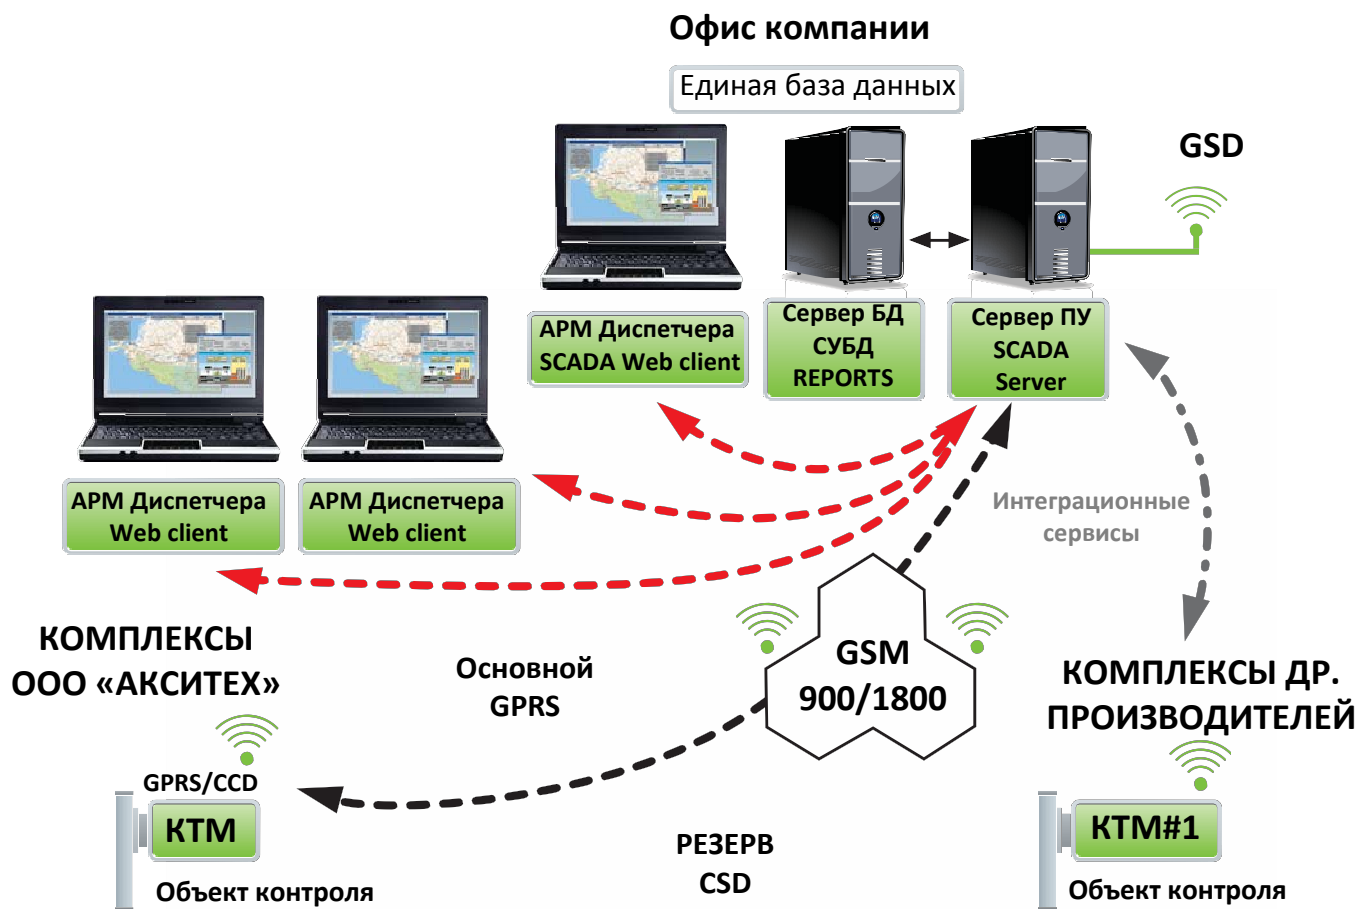 Офис компании
Единая база данных
GSD
АРМ Диспетчера
SCADA Web client
Сервер БД
СУБД
REPORTS
Сервер ПУ
SCADA
Server
АРМ Диспетчера
Web client
АРМ Диспетчера
Web client
Интеграционные
сервисы
КОМПЛЕКСЫ
ООО «АКСИТЕХ»
Основной
GPRS
GSM
900/1800
КОМПЛЕКСЫ ДР.
ПРОИЗВОДИТЕЛЕЙ
GPRS/CCD
КТМ
Объект контроля
РЕЗЕРВ
CSD
КТМ#1
Объект контроля